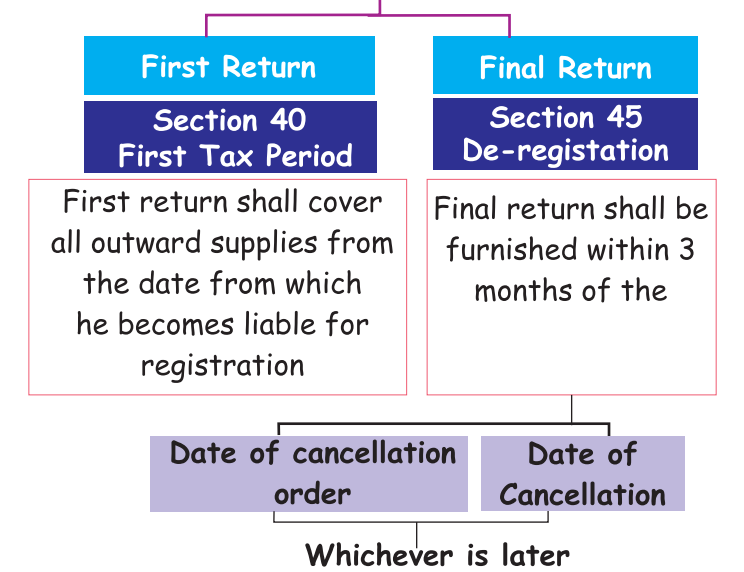 First Return
Section 40
First Tax Period
First return shall cover
all outward supplies from
the date from which
he becomes liable for
registration
Final Return
Section 45
De-registation
Final return shall be
furnished within 3
months of the
Date of cancellation
order
Date of
Cancellation
Whichever is later